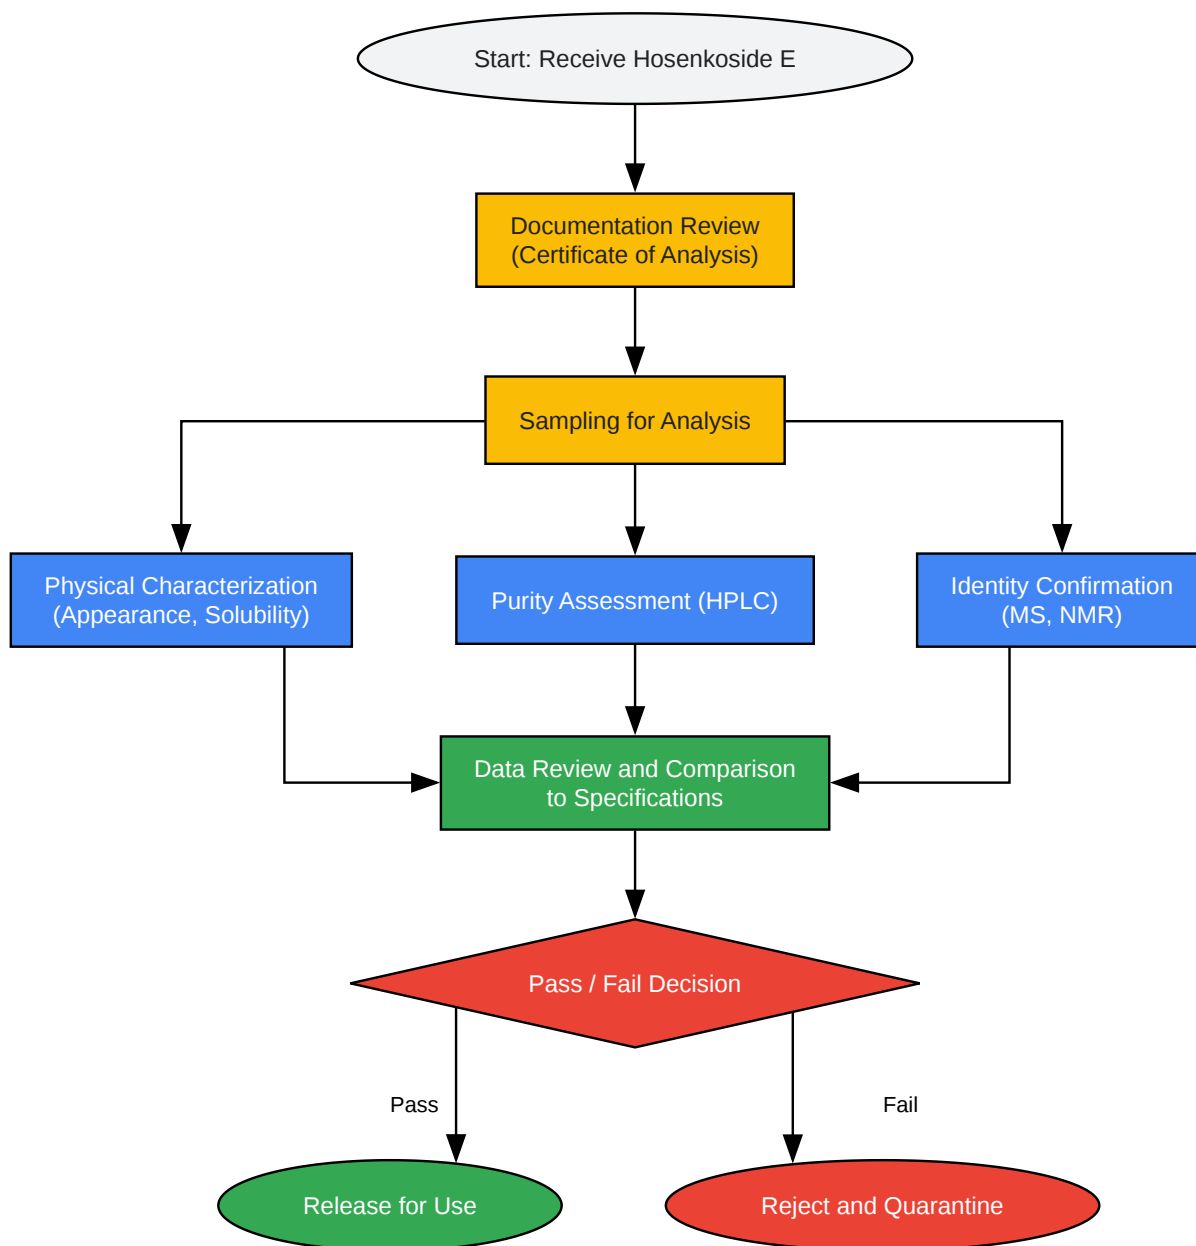 Start: Receive Hosenkoside E
Documentation Review
(Certificate of Analysis)
Sampling for Analysis
Physical Characterization
(Appearance, Solubility)
Purity Assessment (HPLC)
Identity Confirmation
(MS, NMR)
Data Review and Comparison
to Specifications
Pass / Fail Decision
Pass
Fail
Release for Use
Reject and Quarantine